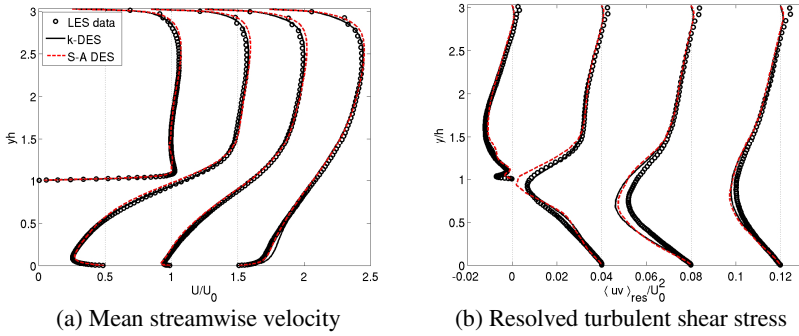 LES data
k-DES
S-A DES
3
2.5
2
1.5
1
0.5
0
yh
0 0.5 1 1.5 2 2.5
U/U0
(a) Mean streamwise velocity
3
2.5
2
1.5
1
0.5
0
y/h
-0.02 0 0.02 0.04 0.06 0.08 0.1 0.12
⟨ uv ⟩res/U0^2
(b) Resolved turbulent shear stress